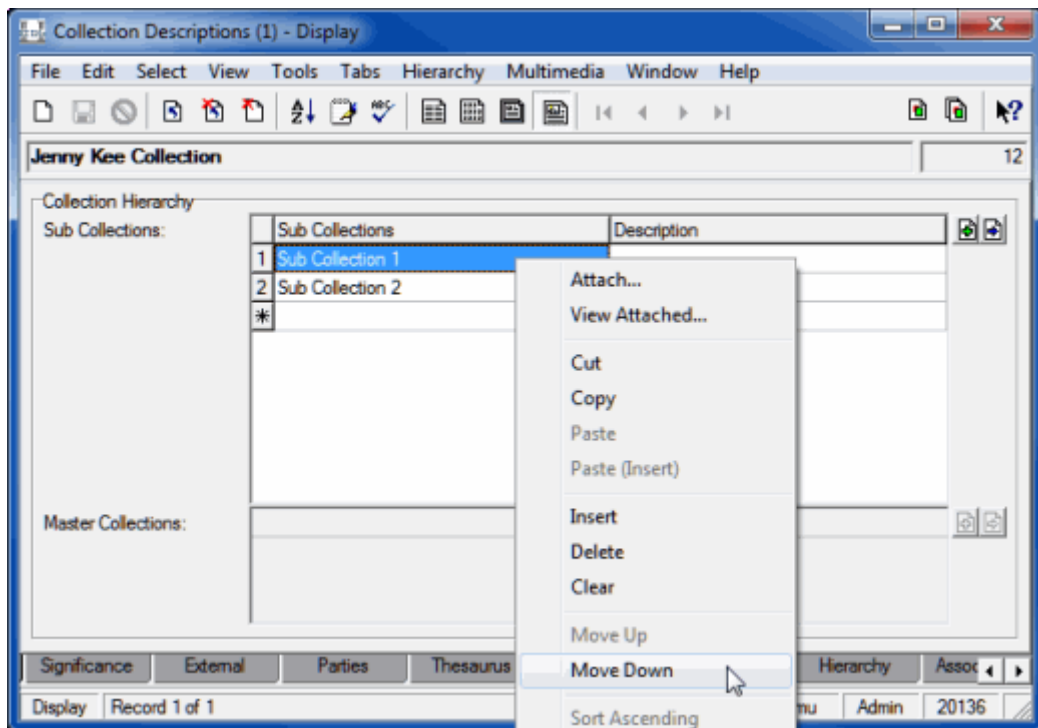 Collection Descriptions (1) - Display
File Edit Select View Tools Tabs Hierarchy Multimedia Window Help
Jenny Kee Collection 12
Collection Hierarchy
Sub Collections: Sub Collections Description
1 Sub Collection 1
2 Sub Collection 2
Attach...
View Attached...
Cut
Copy
Paste
Paste (Insert)
Master Collections:
Insert
Delete
Clear
Move Up
Move Down
Sort Ascending
Significance External Parties Thesaurus Hierarchy
Display Record 1 of 1 Admin 20136